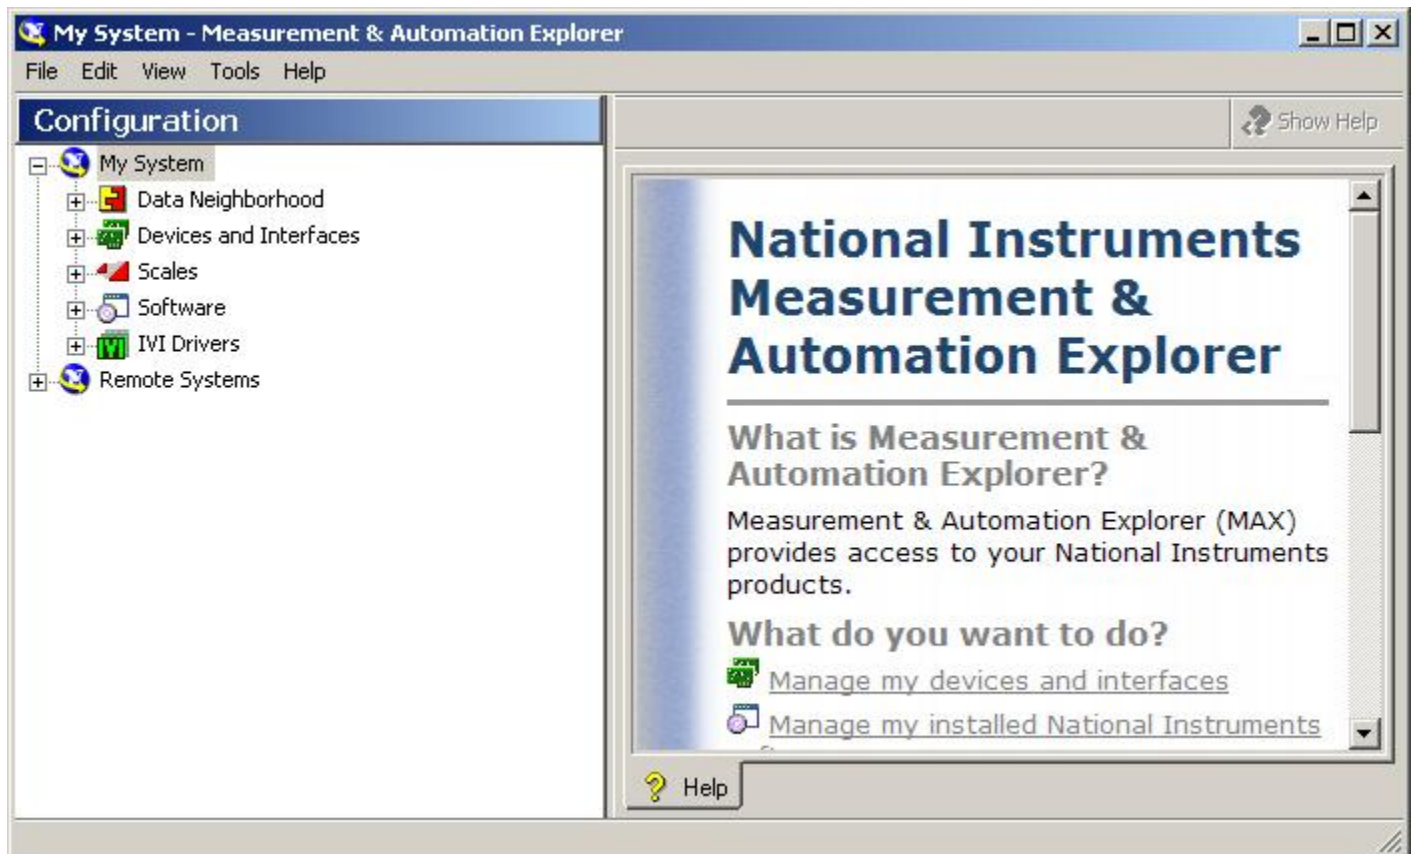 My System - Measurement & Automation Explorer
File Edit View Tools Help
Configuration
Show Help
My System
Data Neighborhood
Devices and Interfaces
Scales
Software
IVI Drivers
Remote Systems
National Instruments
Measurement &
Automation Explorer
What is Measurement &
Automation Explorer?
Measurement & Automation Explorer (MAX)
provides access to your National Instruments
products.
What do you want to do?
Manage my devices and interfaces
Manage my installed National Instruments
Help